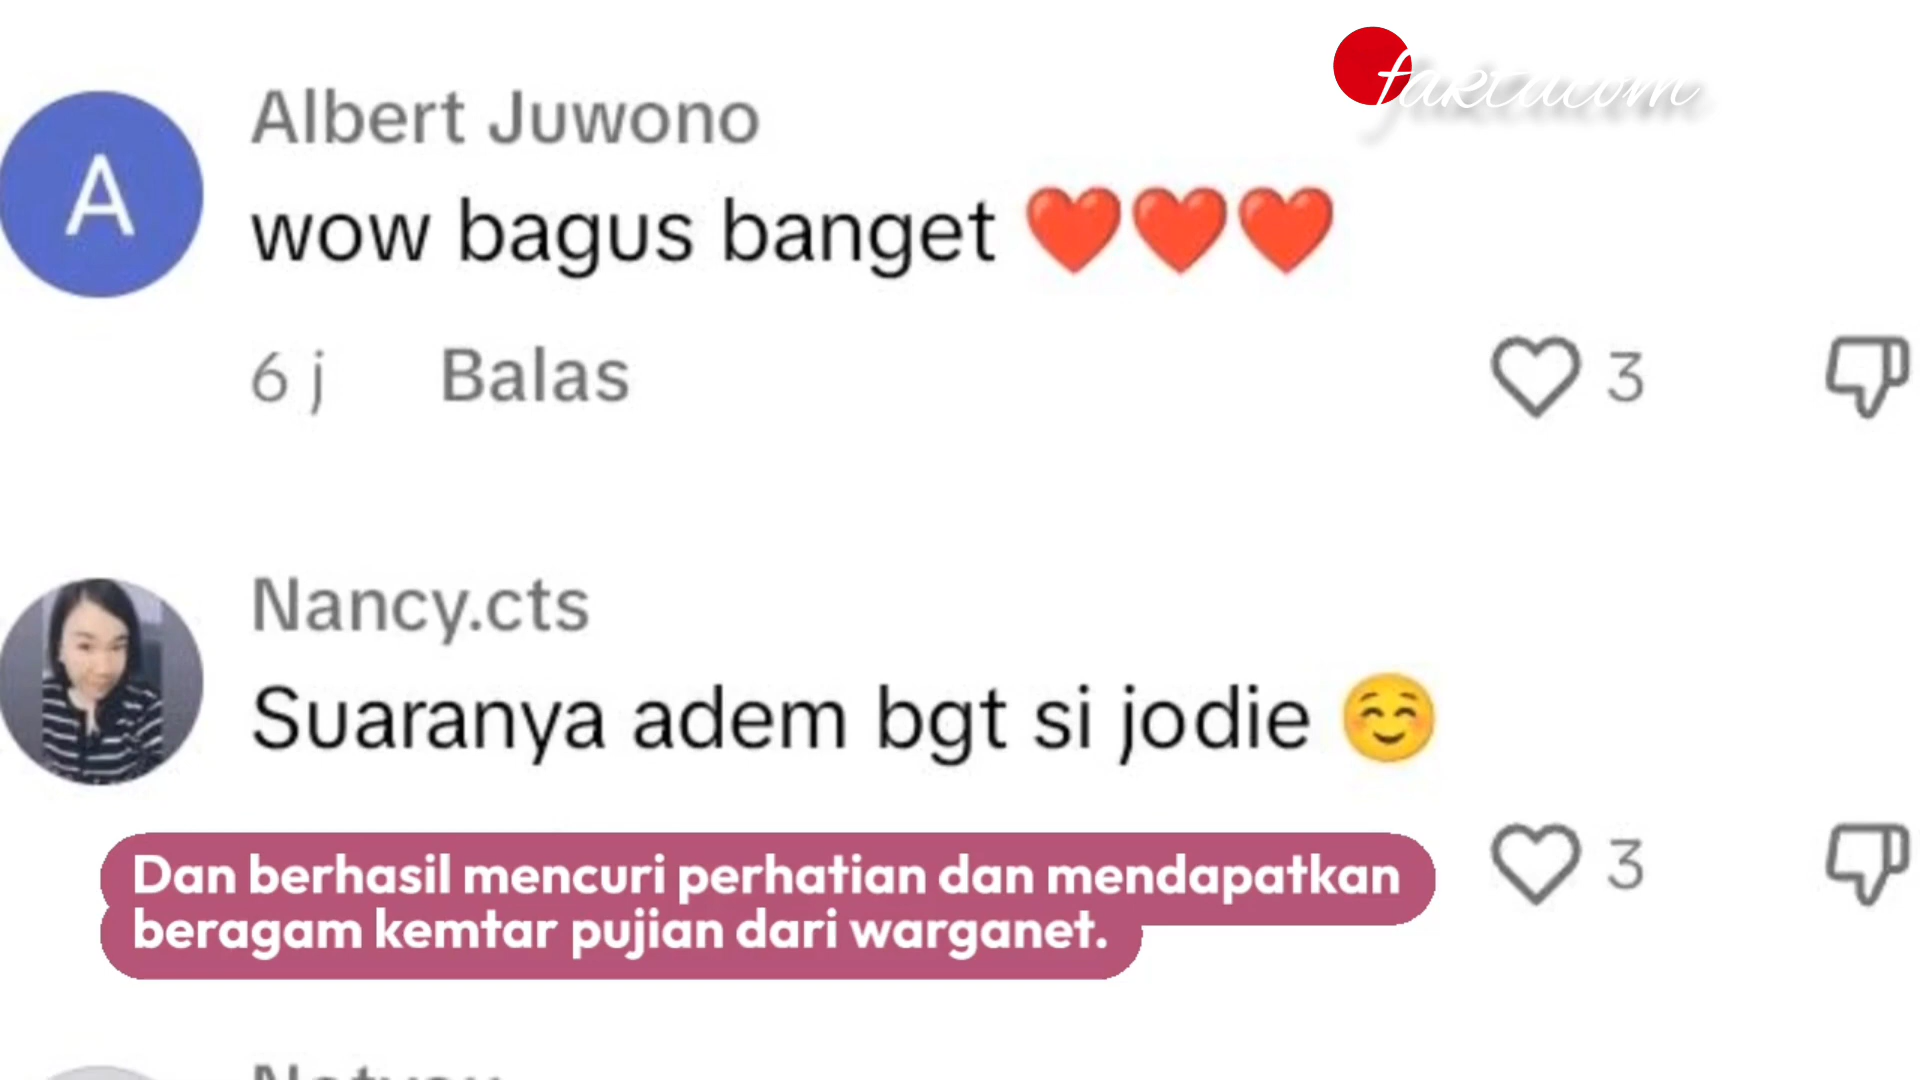 faktacom
A
Albert Juwono
wow bagus banget ❤️❤️❤️
6 j Balas 3
Nancy.cts
Suaranya adem bgt si jodie ☺️
3
Dan berhasil mencuri perhatian dan mendapatkan
beragam kemtar pujian dari warganet.